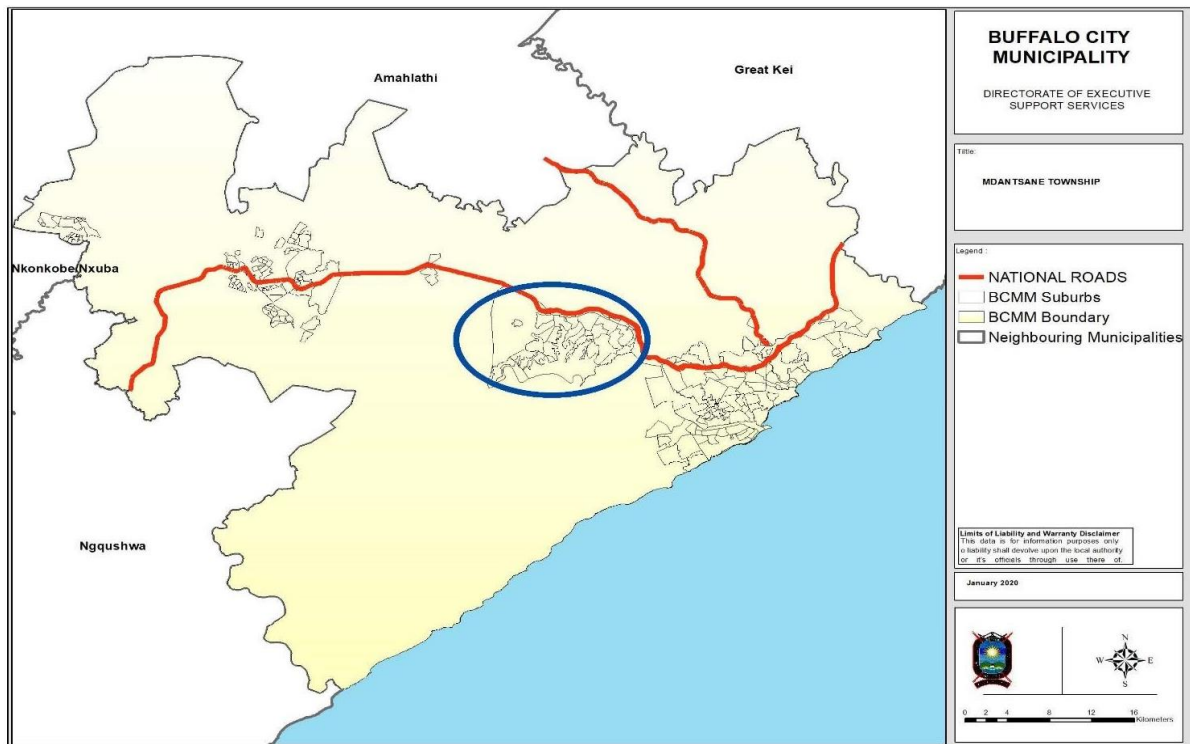 Amahlathi
Great Kei
Nkonkobe/Nxuba
Ngqushwa
BUFFALO CITY
MUNICIPALITY
DIRECTORATE OF EXECUTIVE
SUPPORT SERVICES
Title:
MDANTSANE TOWNSHIP
Legend :
NATIONAL ROADS
BCMM Suburbs
BCMM Boundary
Neighbouring Municipalities
Limits of Liability and Warranty Disclaimer
This data is for information purposes only
o liability shall devolve upon the local authority
or it's officials through use there of.
January 2020
N
W E
S
0 2 4 8 12 16
Kilometers